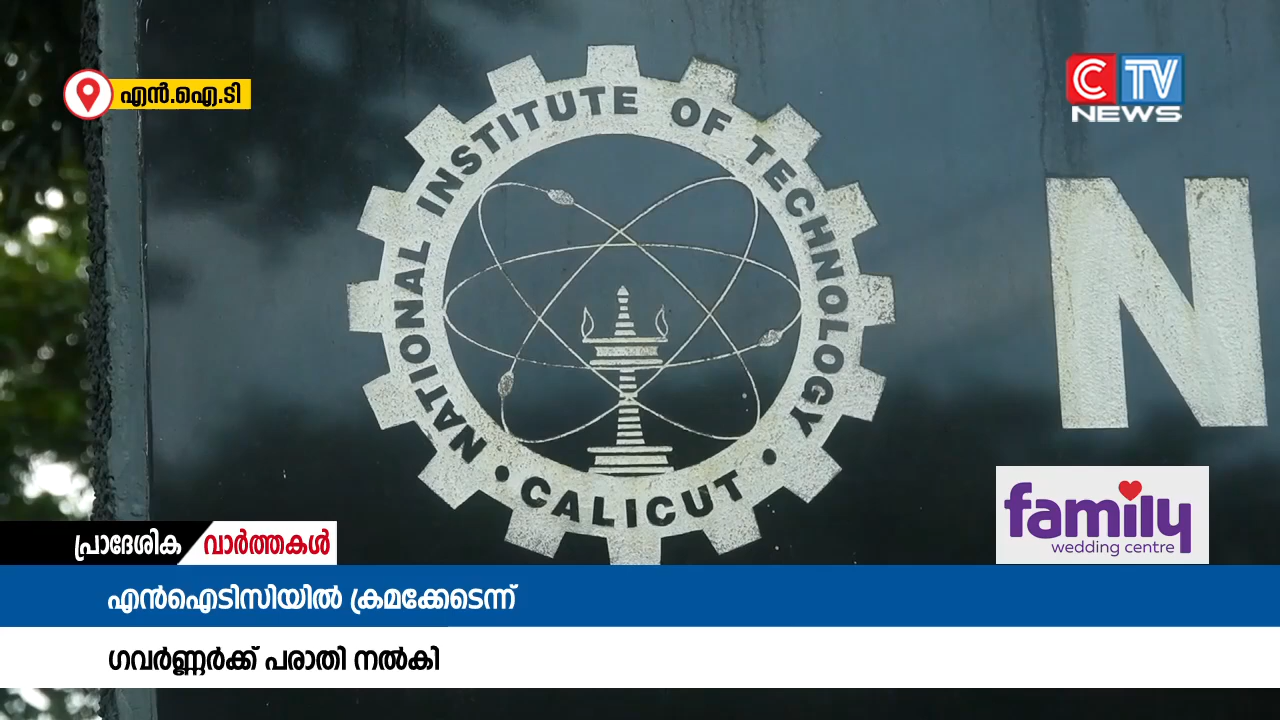 എൻ.ഐ.ടി
C TV
NEWS
NATIONAL INSTITUTE OF TECHNOLOGY
• CALICUT •
N
family
wedding centre
പ്രാദേശിക വാർത്തകൾ
എൻഐടിസിയിൽ ക്രമക്കേടെന്ന്
ഗവർണ്ണർക്ക് പരാതി നൽകി